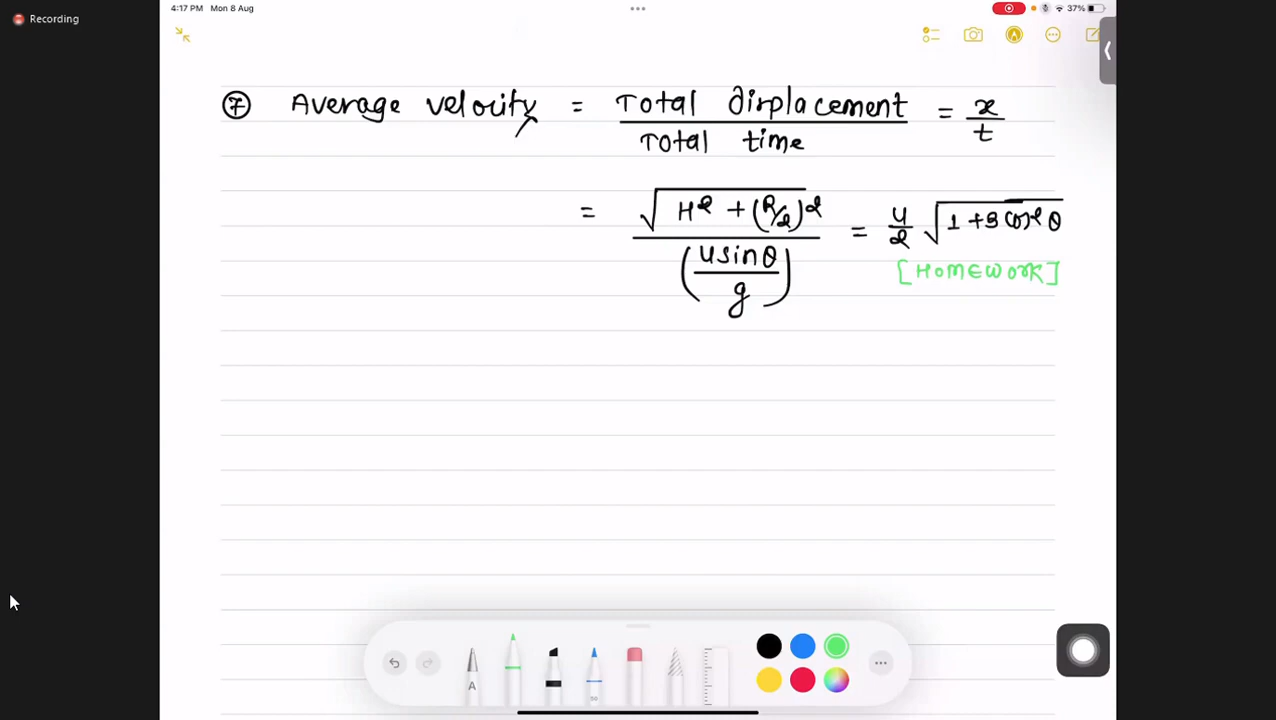 Recording
4:17 PM Mon 8 Aug
37%
⑦ Average velocity = Total displacement / Total time = x/t
= √(H² + (R/2)²) / (u sinθ / g) = u/2 √(1 + 3 cos²θ)
[HOMEWORK]
A
50